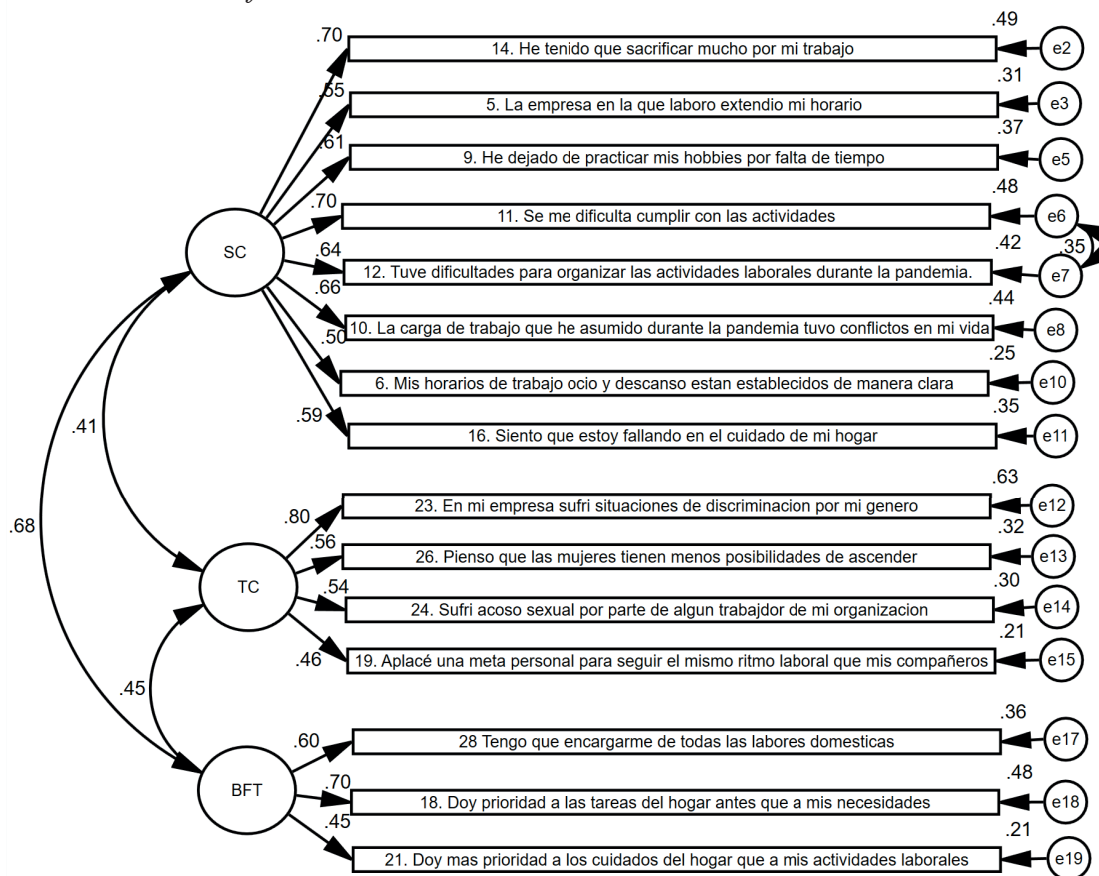 .49
.70
14. He tenido que sacrificar mucho por mi trabajo
e2
.31
.55
5. La empresa en la que laboro extendio mi horario
e3
.37
.61
9. He dejado de practicar mis hobbies por falta de tiempo
e5
.48
.70
11. Se me dificulta cumplir con las actividades
e6
SC
.42
.35
.64
12. Tuve dificultades para organizar las actividades laborales durante la pandemia.
e7
.44
.66
10. La carga de trabajo que he asumido durante la pandemia tuvo conflictos en mi vida
e8
.25
.50
6. Mis horarios de trabajo ocio y descanso estan establecidos de manera clara
e10
.35
.59
16. Siento que estoy fallando en el cuidado de mi hogar
e11
.41
.68
.63
.80
23. En mi empresa sufri situaciones de discriminacion por mi genero
e12
.32
.56
26. Pienso que las mujeres tienen menos posibilidades de ascender
e13
TC
.30
.54
24. Sufri acoso sexual por parte de algun trabajdor de mi organizacion
e14
.21
.46
19. Aplacé una meta personal para seguir el mismo ritmo laboral que mis compañeros
e15
.45
.36
.60
28 Tengo que encargarme de todas las labores domesticas
e17
BFT
.48
.70
18. Doy prioridad a las tareas del hogar antes que a mis necesidades
e18
.21
.45
21. Doy mas prioridad a los cuidados del hogar que a mis actividades laborales
e19